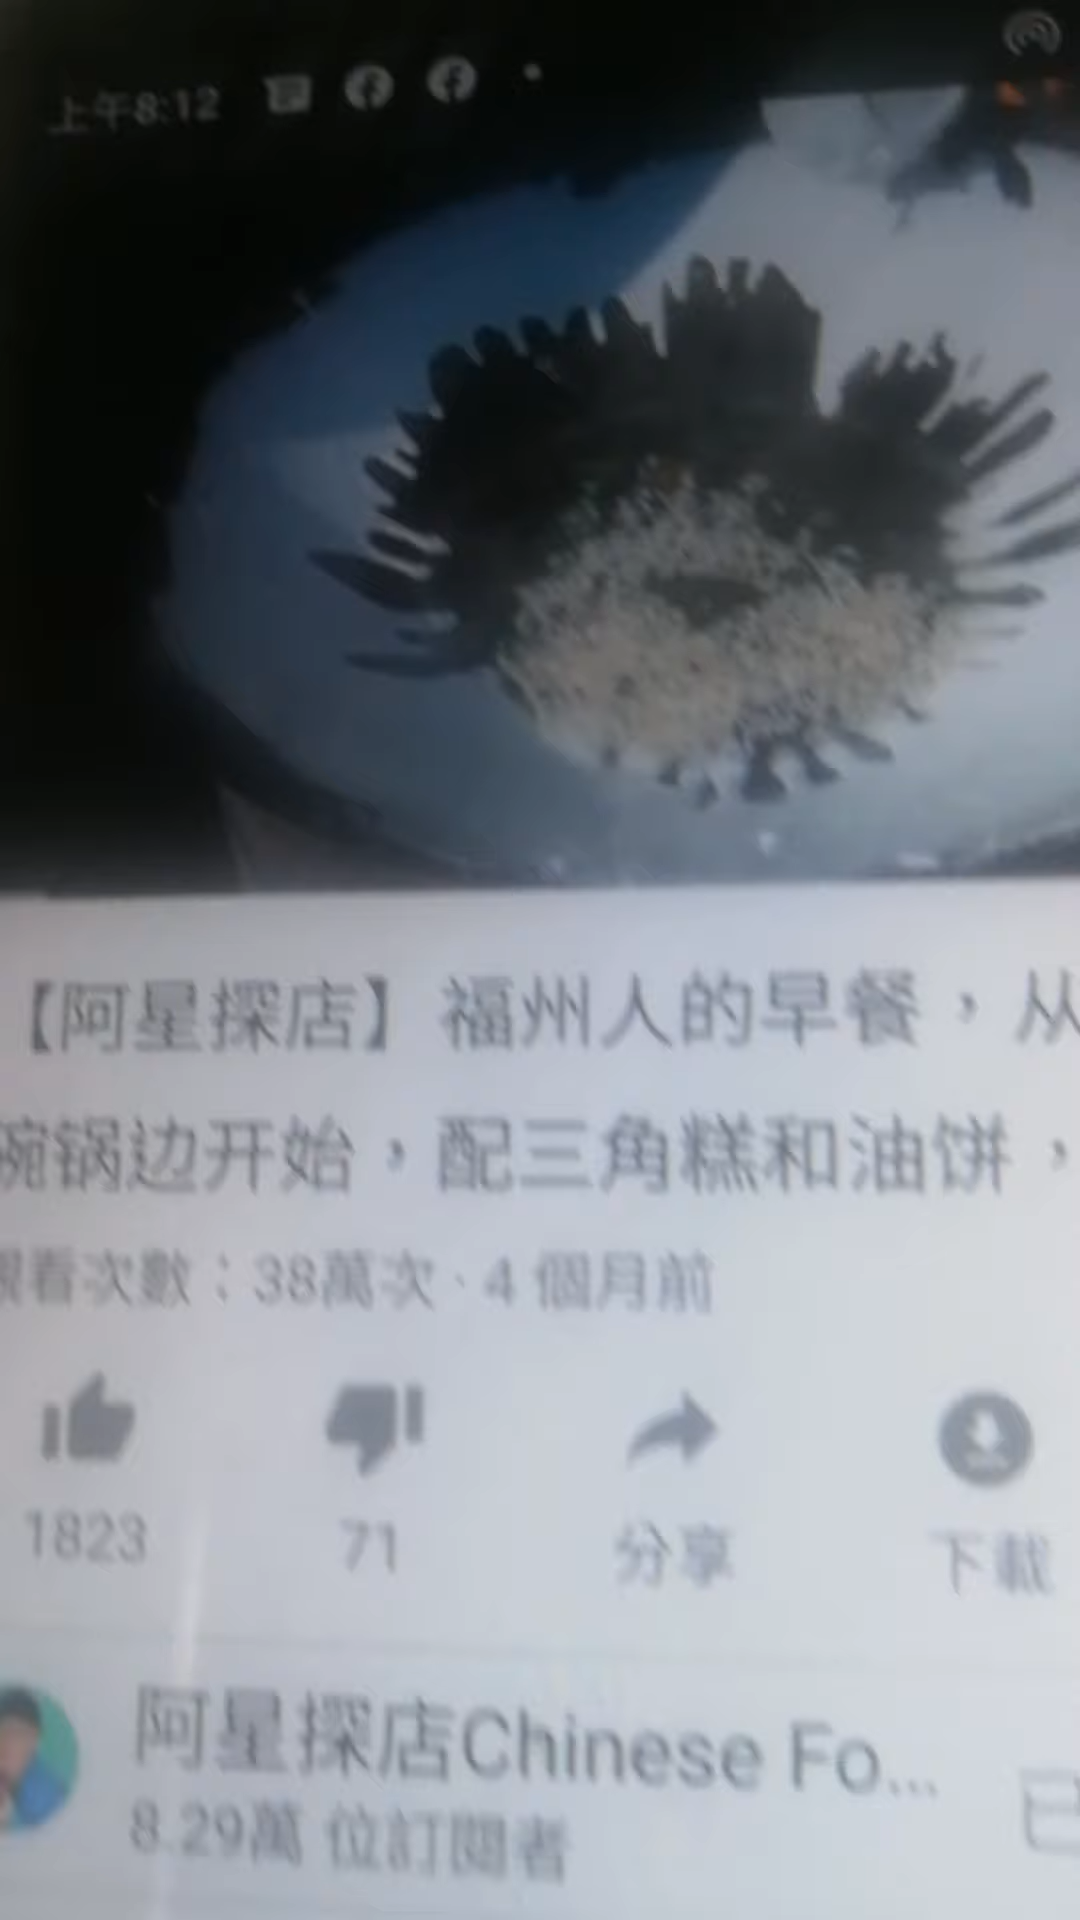 上午8:12
【阿星探店】福州人的早餐，从
碗锅边开始，配三角糕和油饼，
觀看次數：38萬次·4 個月前
1823
71
分享
下載
阿星探店Chinese Fo...
8.29萬 位訂閱者
已